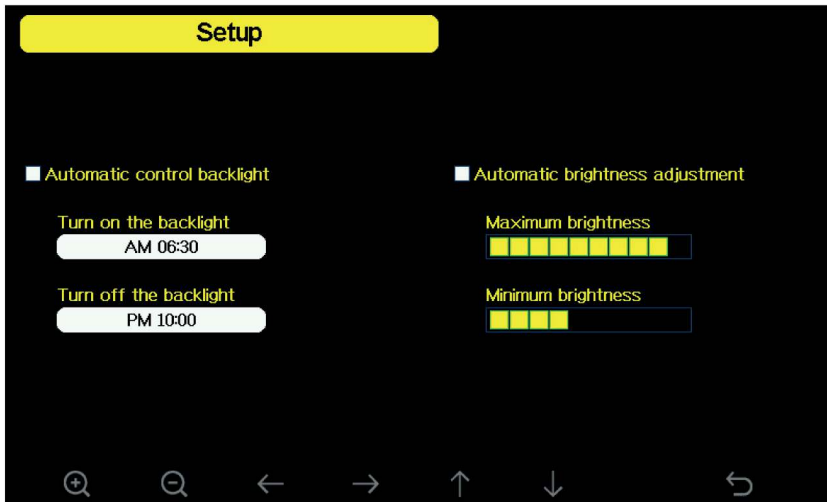 Setup
Automatic control backlight
Turn on the backlight
AM 06:30
Turn off the backlight
PM 10:00
Automatic brightness adjustment
Maximum brightness
Minimum brightness